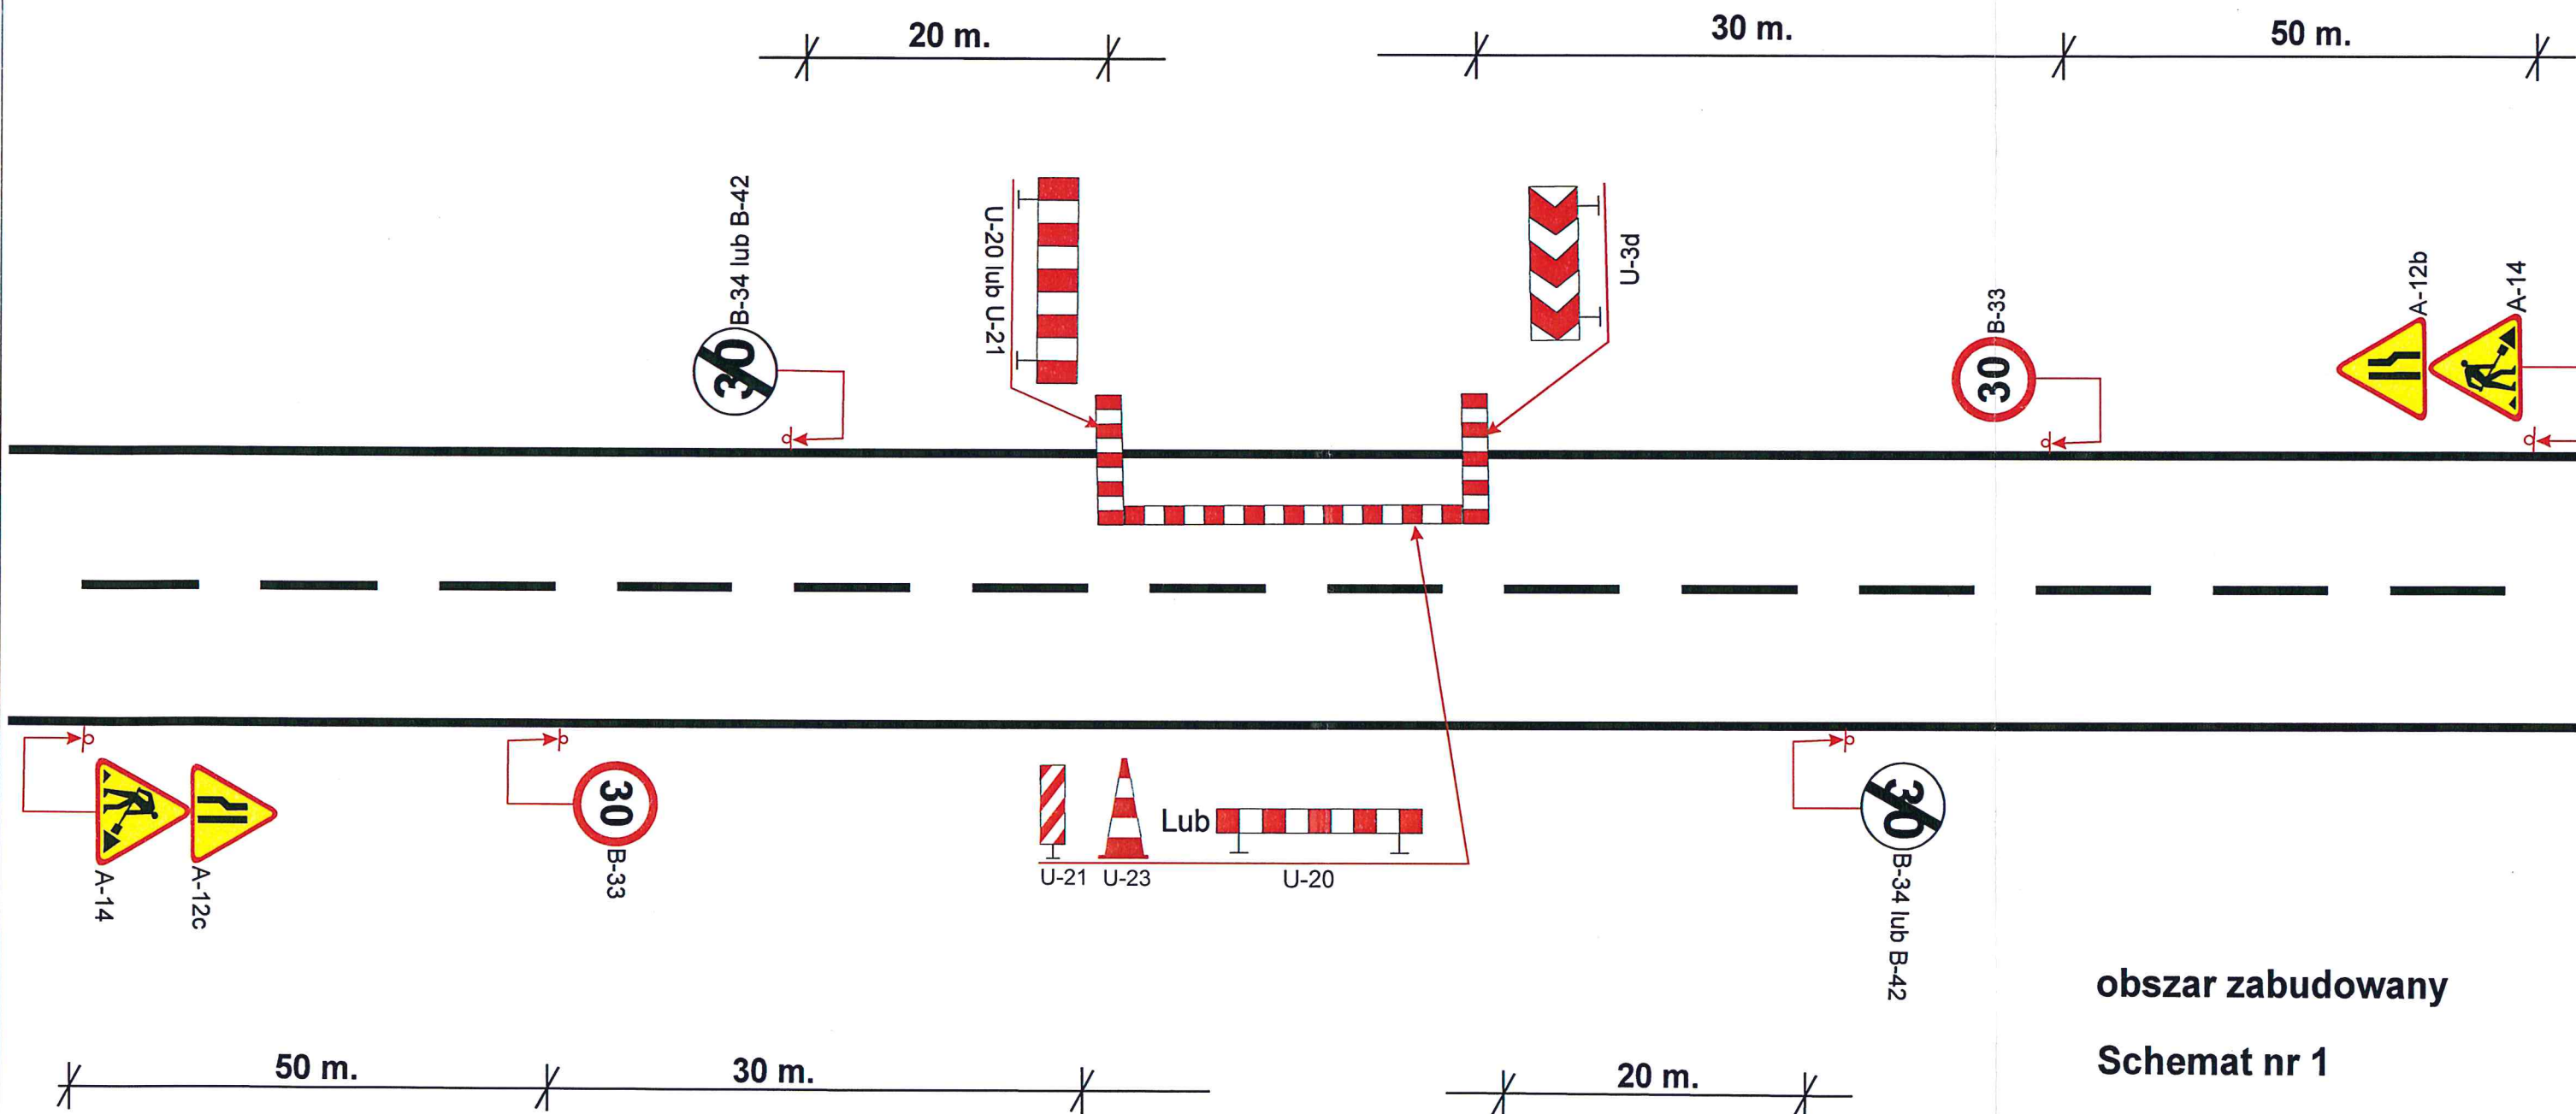 20 m.
30 m.
50 m.
B-34 lub B-42
30
U-20 lub U-21
U-3d
B-33
30
A-12b
A-14
A-14
A-12c
30
B-33
U-21
U-23
Lub
U-20
30
B-34 lub B-42
obszar zabudowany
Schemat nr 1
50 m.
30 m.
20 m.